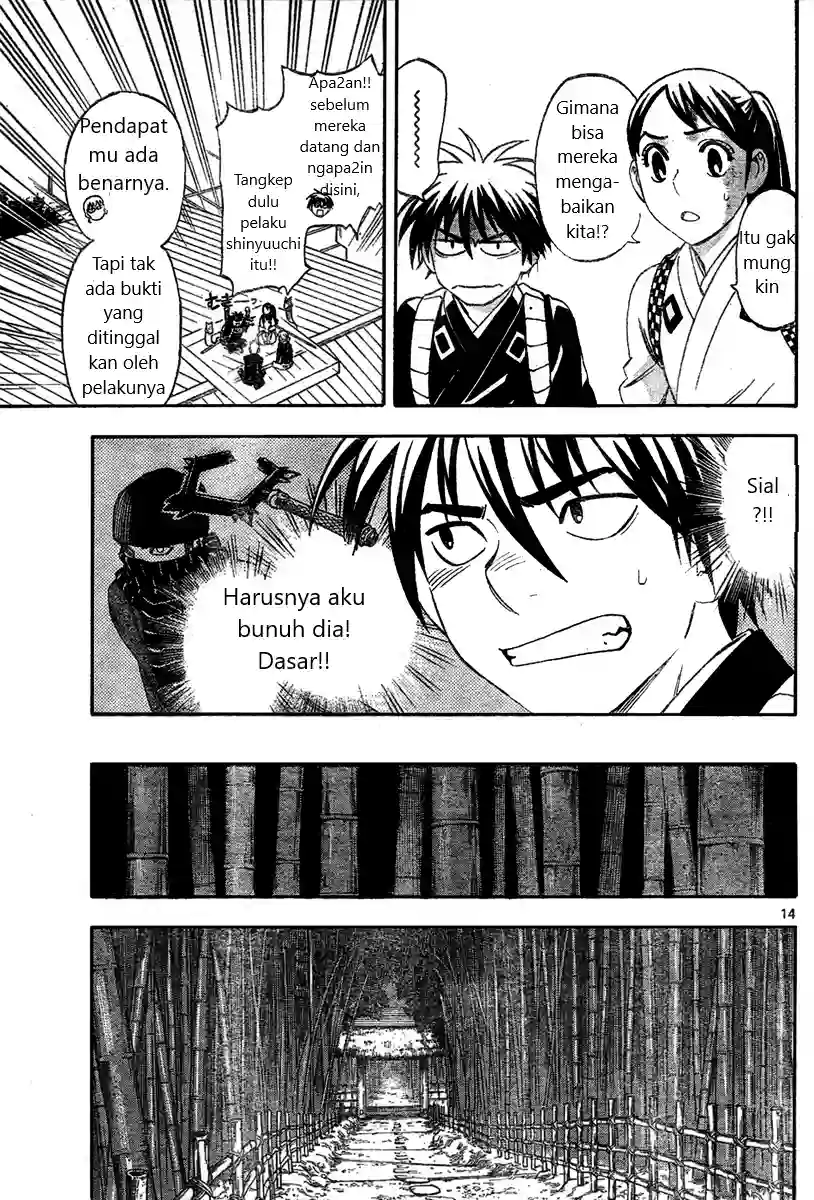 Itu gak
mung
kin
Gimana
bisa
mereka
menga-
baikan
kita!?
Apa2an!!
sebelum
mereka
datang dan
ngapa2in
disini,
Tangkep
dulu
pelaku
shinyuuchi
itu!!
Pendapat
mu ada
benarnya.
Tapi tak
ada bukti
yang
ditinggal
kan oleh
pelakunya
Sial
?!!
Harusnya aku
bunuh dia!
Dasar!!
14